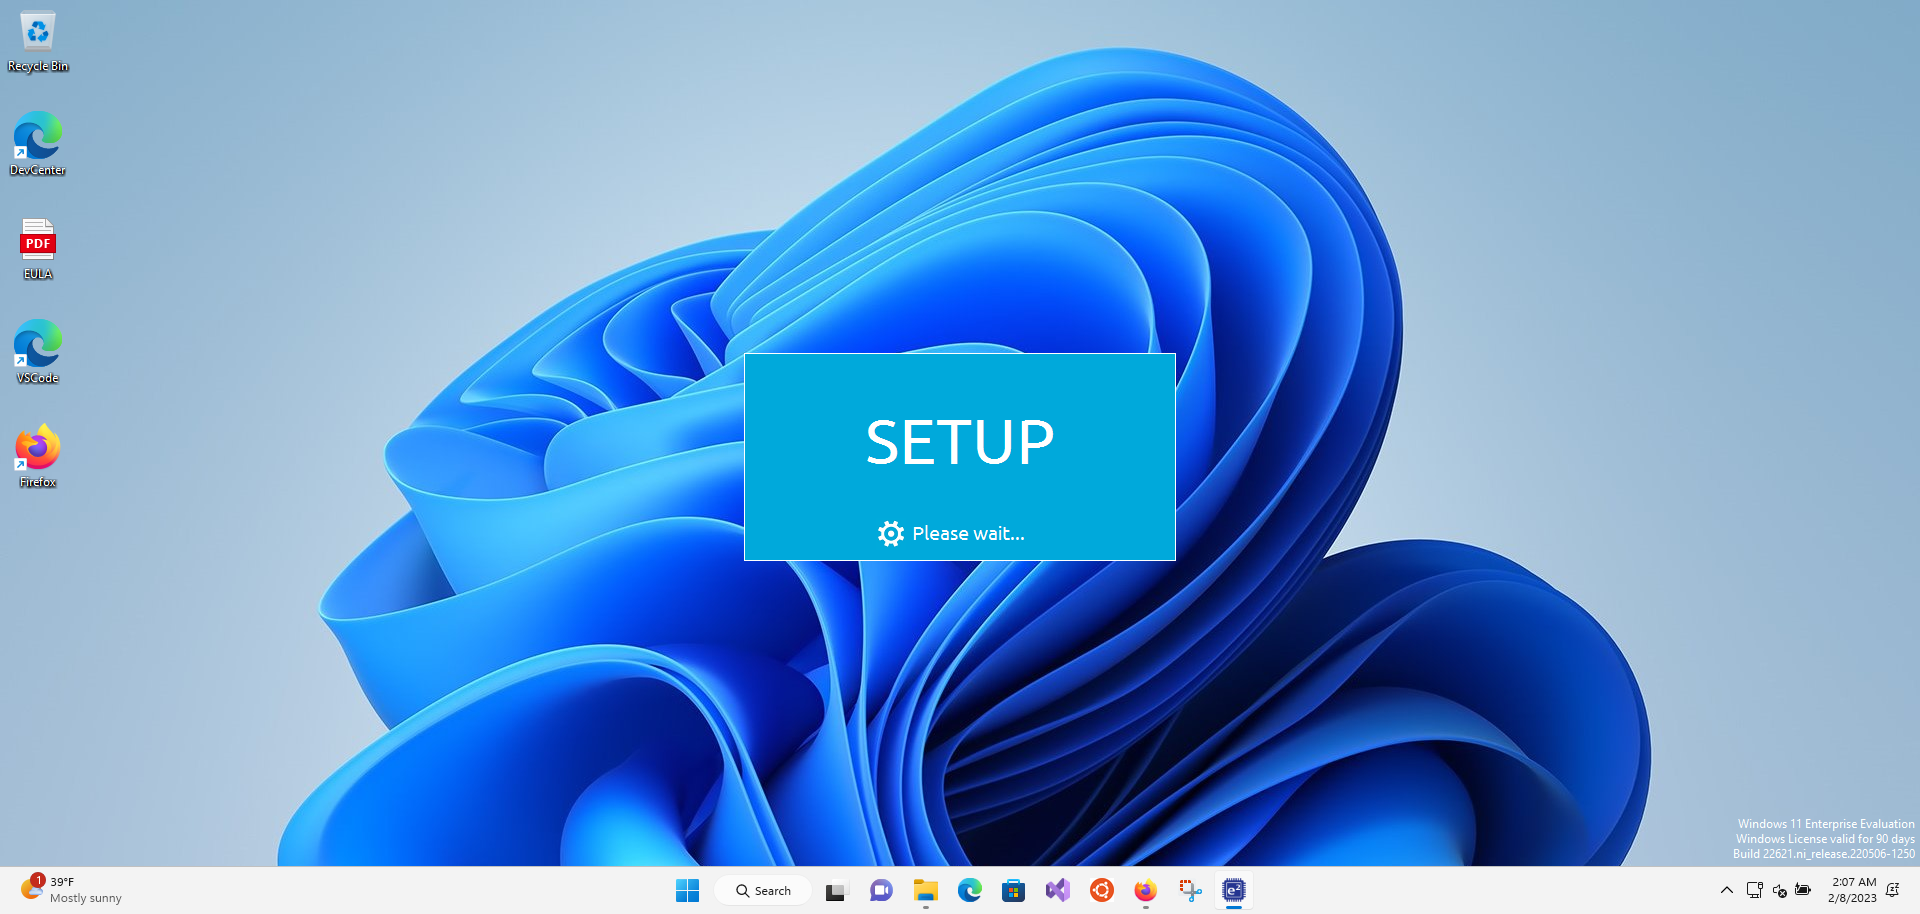 Recycle Bin
DevCenter
PDF
EULA
VSCode
Firefox
SETUP
Please wait...
Windows 11 Enterprise Evaluation
Windows License valid for 90 days
Build 22621.ni_release.220506-1250
1
39°F
Mostly sunny
Search
e²
2:07 AM
2/8/2023